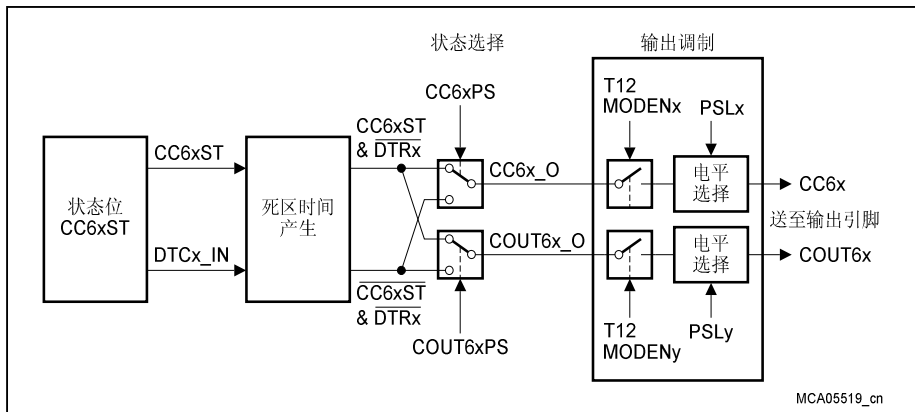 状态选择
输出调制
CC6xPS
T12
MODENx
PSLx
CC6xST
& DTRx
CC6xST
CC6x_O
电平
选择
CC6x
状态位
CC6xST
死区时间
产生
送至输出引脚
DTCx_IN
COUT6x_O
电平
选择
COUT6x
CC6xST
& DTRx
COUT6xPS
T12
MODENy
PSLy
MCA05519_cn